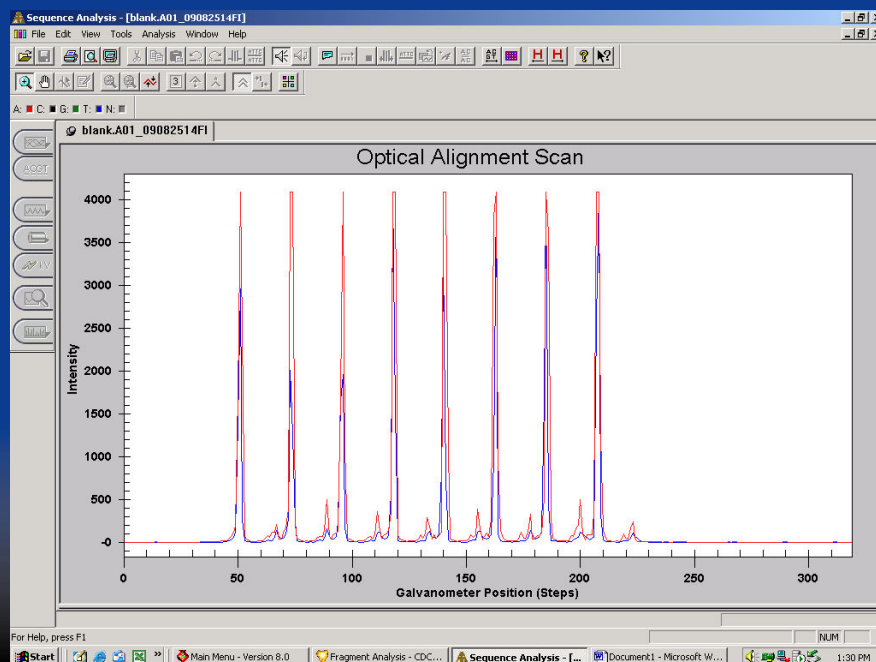 Sequence Analysis - [blank.A01_09082514FI]
File Edit View Tools Analysis Window Help
A: C: G: T: N:
blank.A01_09082514FI
Optical Alignment Scan
4000
3500
3000
2500
2000
1500
1000
500
-0
Intensity
0 50 100 150 200 250 300
Galvanometer Position (Steps)
For Help, press F1
NUM
Start
Main Menu - Version 8.0
Fragment Analysis - CDC...
Sequence Analysis - [...
Document1 - Microsoft W...
1:30 PM